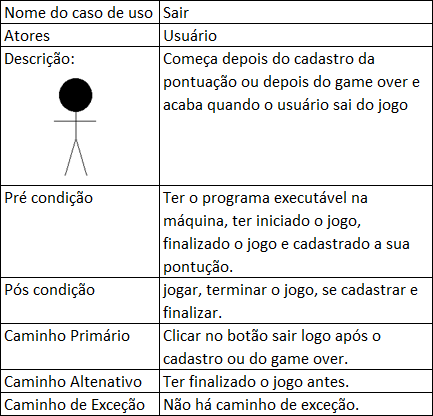 Nome do caso de uso Sair
Atores Usuário
Descrição: Começa depois do cadastro da
pontuação ou depois do game over e
acaba quando o usuário sai do jogo
Pré condição Ter o programa executável na
máquina, ter iniciado o jogo,
finalizado o jogo e cadastrado a sua
pontução.
Pós condição jogar, terminar o jogo, se cadastrar e
finalizar.
Caminho Primário Clicar no botão sair logo após o
cadastro ou do game over.
Caminho Altenativo Ter finalizado o jogo antes.
Caminho de Exceção Não há caminho de exceção.